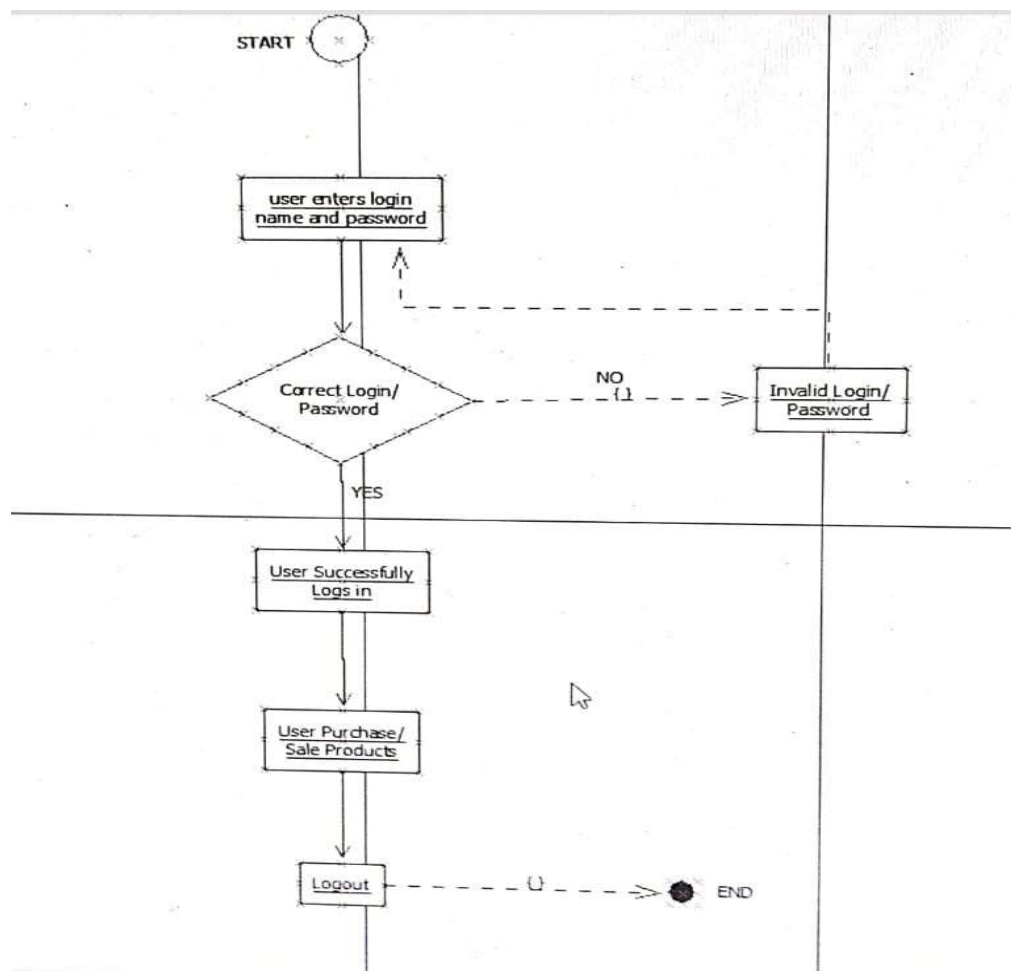 START
user enters login
name and password
Correct Login/
Password
NO
{ }
Invalid Login/
Password
YES
User Successfully
Logs in
User Purchase/
Sale Products
Logout
{ }
END